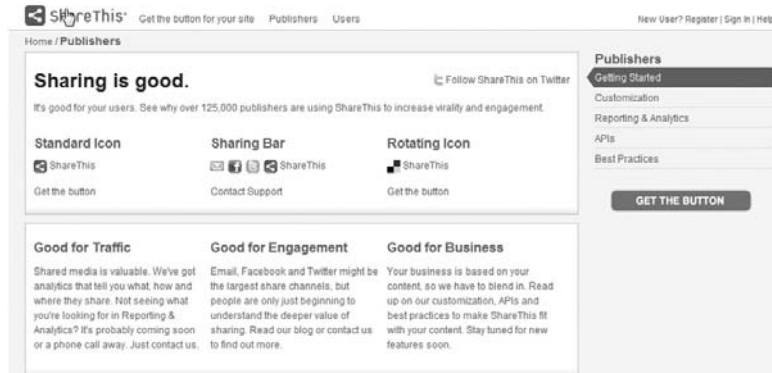 ShareThis Get the button for your site Publishers Users
New User? Register | Sign In | Help
Home / Publishers
Sharing is good.
Follow ShareThis on Twitter
It's good for your users. See why over 125,000 publishers are using ShareThis to increase virality and engagement.
Standard Icon
ShareThis
Get the button
Sharing Bar
ShareThis
Contact Support
Rotating Icon
ShareThis
Get the button
Good for Traffic
Shared media is valuable. We've got
analytics that tell you what, how and
where they share. Not seeing what
you're looking for in Reporting &
Analytics? It's probably coming soon
or a phone call away. Just contact us.
Good for Engagement
Email, Facebook and Twitter might be
the largest share channels, but
people are only just beginning to
understand the deeper value of
sharing. Read our blog or contact us
to find out more.
Good for Business
Your business is based on your
content, so we have to blend in. Read
up on our customization, APIs and
best practices to make ShareThis fit
with your content. Stay tuned for new
features soon.
Publishers
Getting Started
Customization
Reporting & Analytics
APIs
Best Practices
GET THE BUTTON